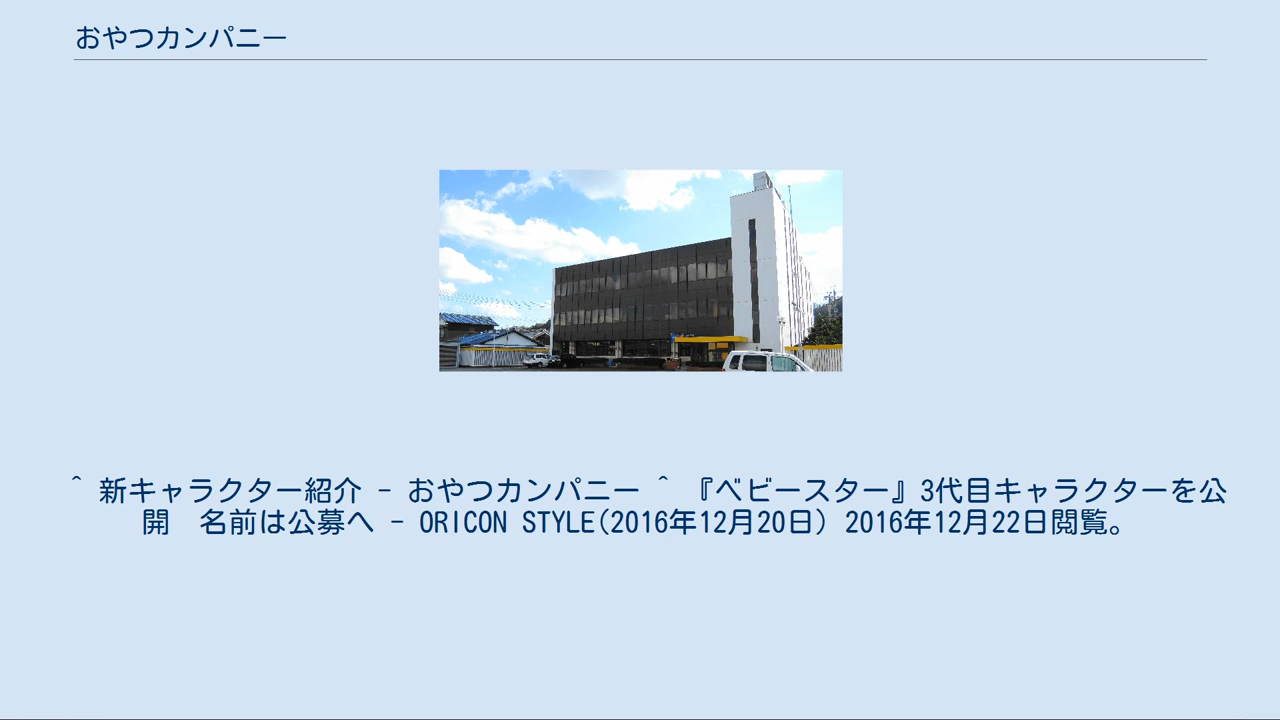 おやつカンパニー
^ 新キャラクター紹介 - おやつカンパニー ^ 『ベビースター』3代目キャラクターを公
開　名前は公募へ - ORICON STYLE(2016年12月20日) 2016年12月22日閲覧。